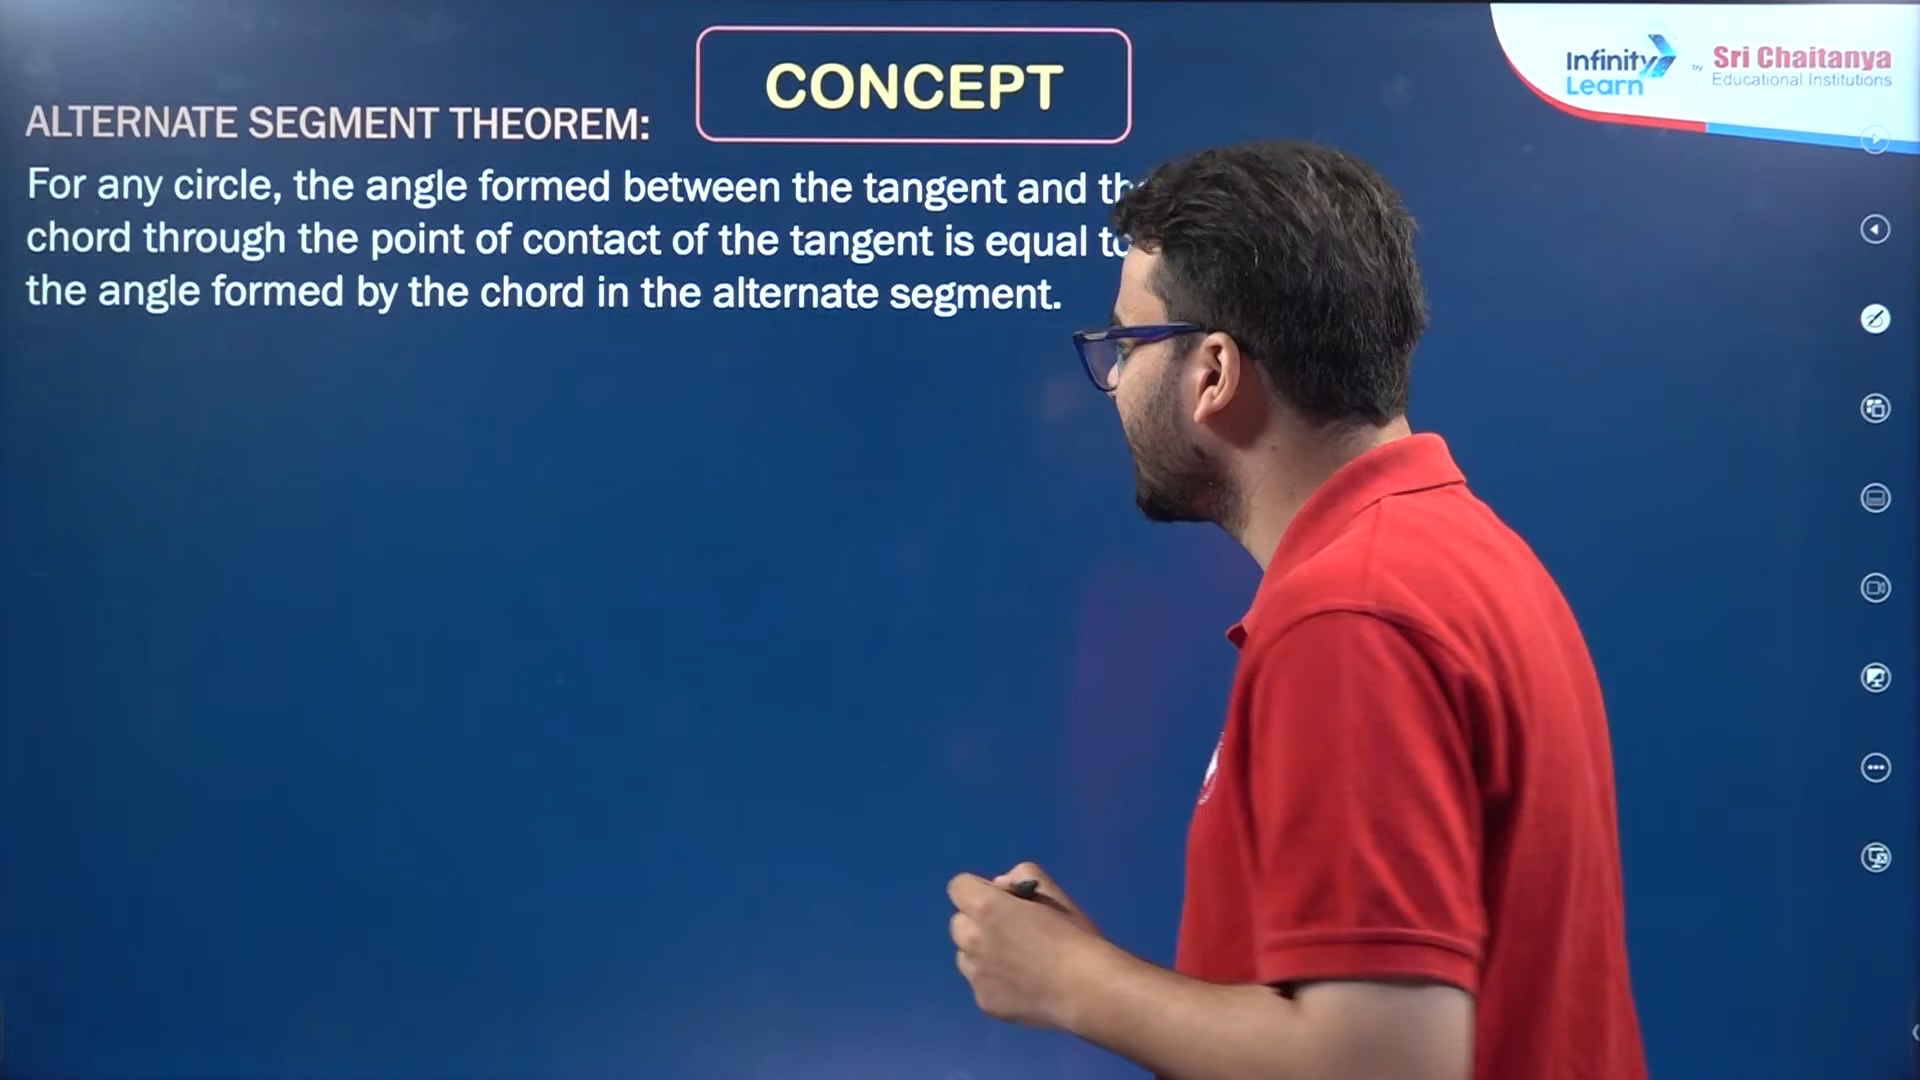 CONCEPT
Infinity
Learn
by
Sri Chaitanya
Educational Institutions
ALTERNATE SEGMENT THEOREM:
For any circle, the angle formed between the tangent and
chord through the point of contact of the tangent is equal
the angle formed by the chord in the alternate segment.